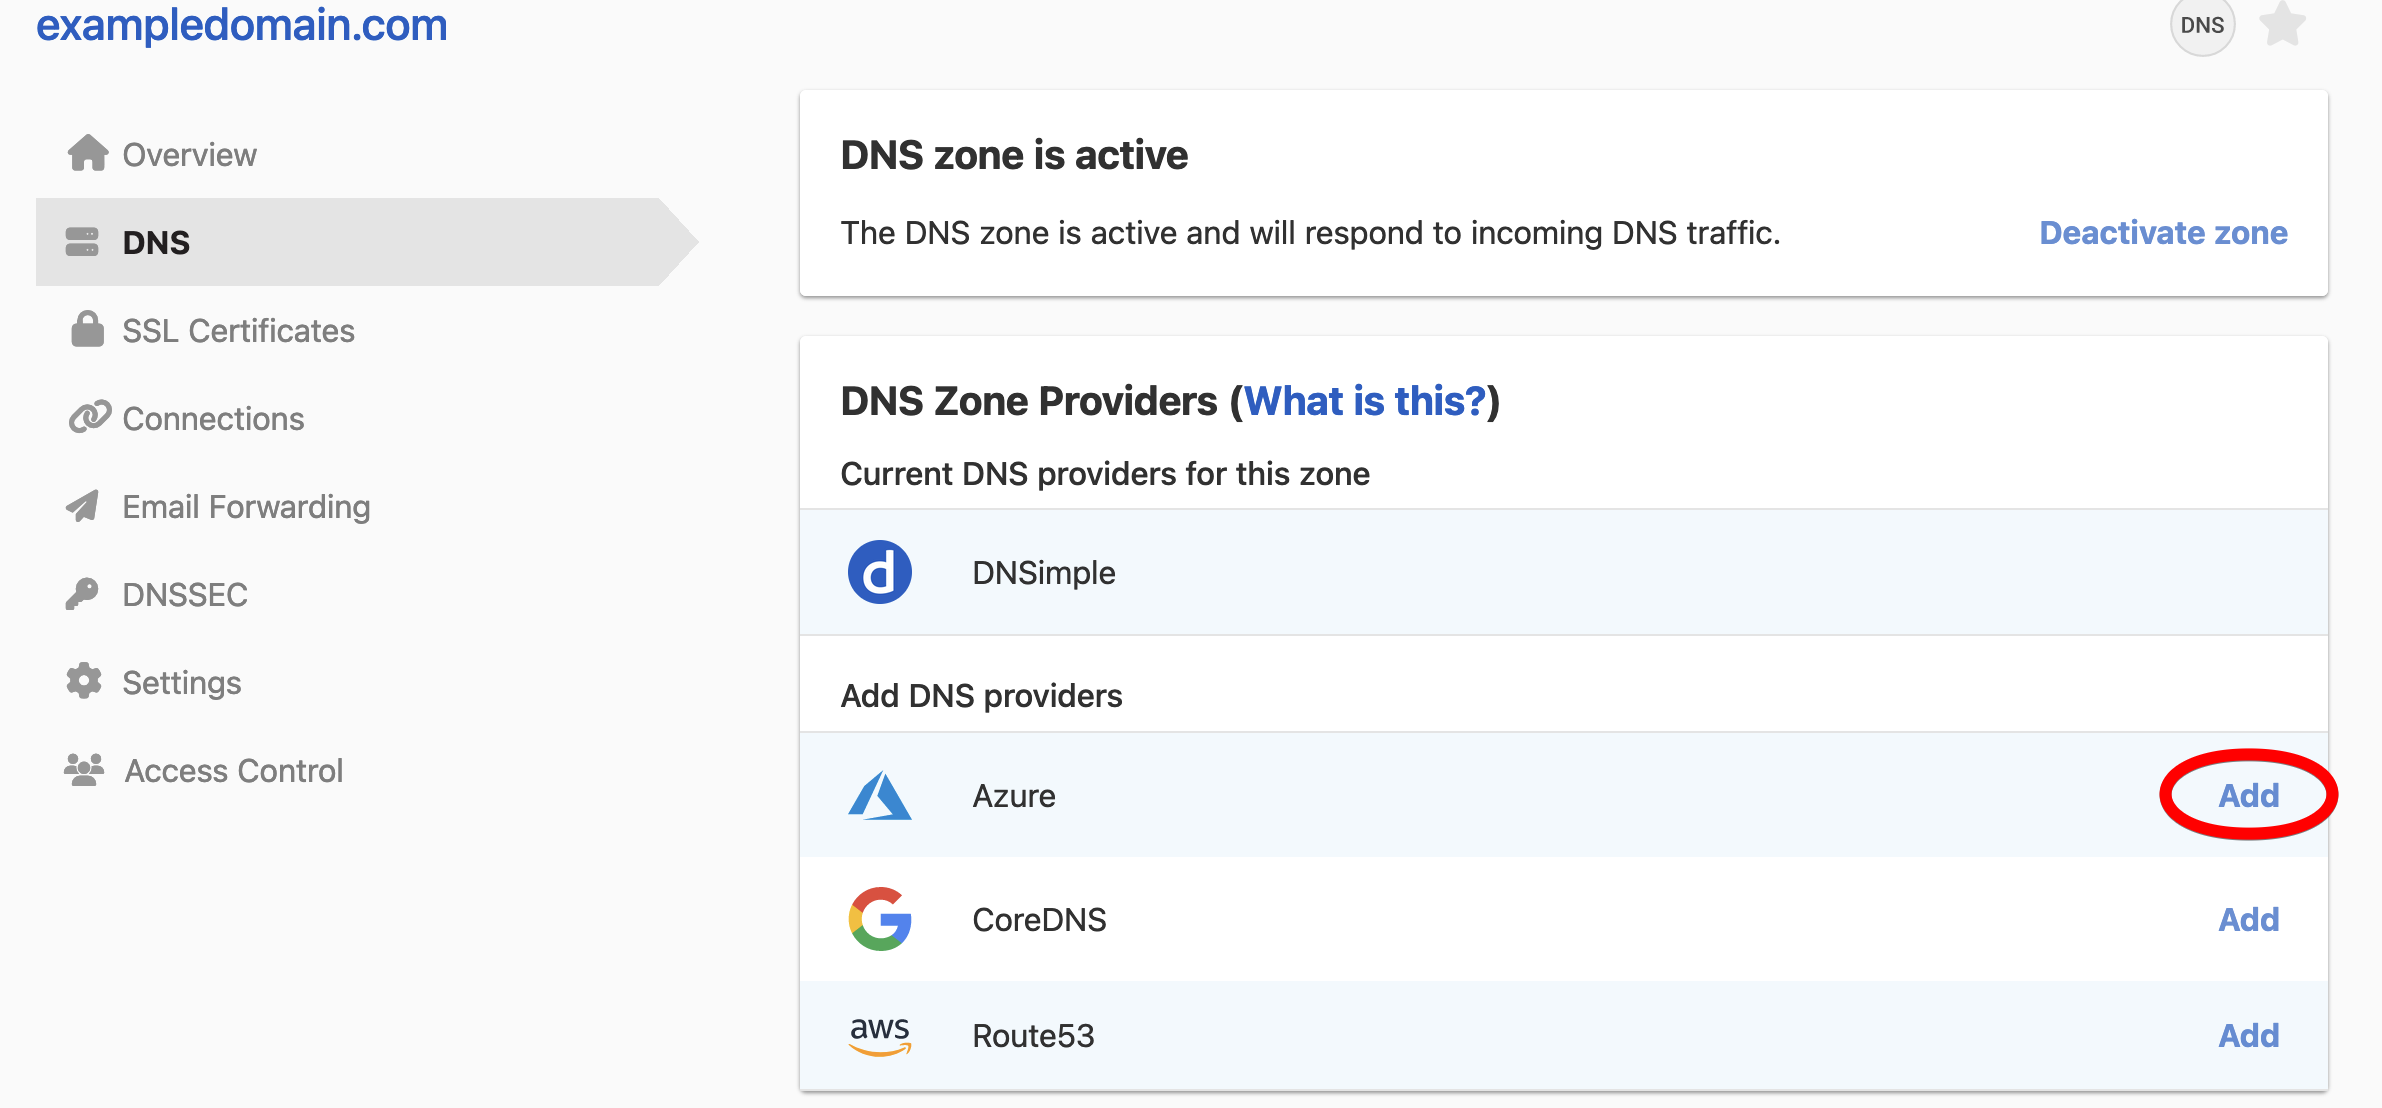 exampledomain.com
DNS
Overview
DNS
SSL Certificates
Connections
Email Forwarding
DNSSEC
Settings
Access Control
DNS zone is active
The DNS zone is active and will respond to incoming DNS traffic.
Deactivate zone
DNS Zone Providers (What is this?)
Current DNS providers for this zone
d DNSimple
Add DNS providers
Azure Add
CoreDNS Add
aws Route53 Add